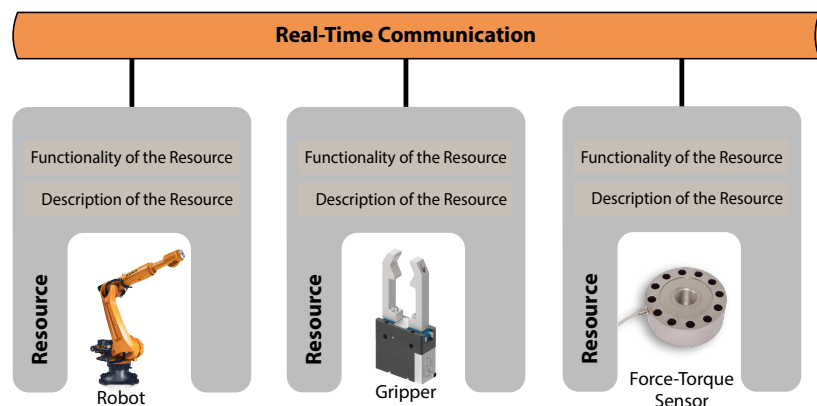 Real-Time Communication
Functionality of the Resource
Description of the Resource
Resource
Robot
Functionality of the Resource
Description of the Resource
Resource
Gripper
Functionality of the Resource
Description of the Resource
Resource
Force-Torque
Sensor